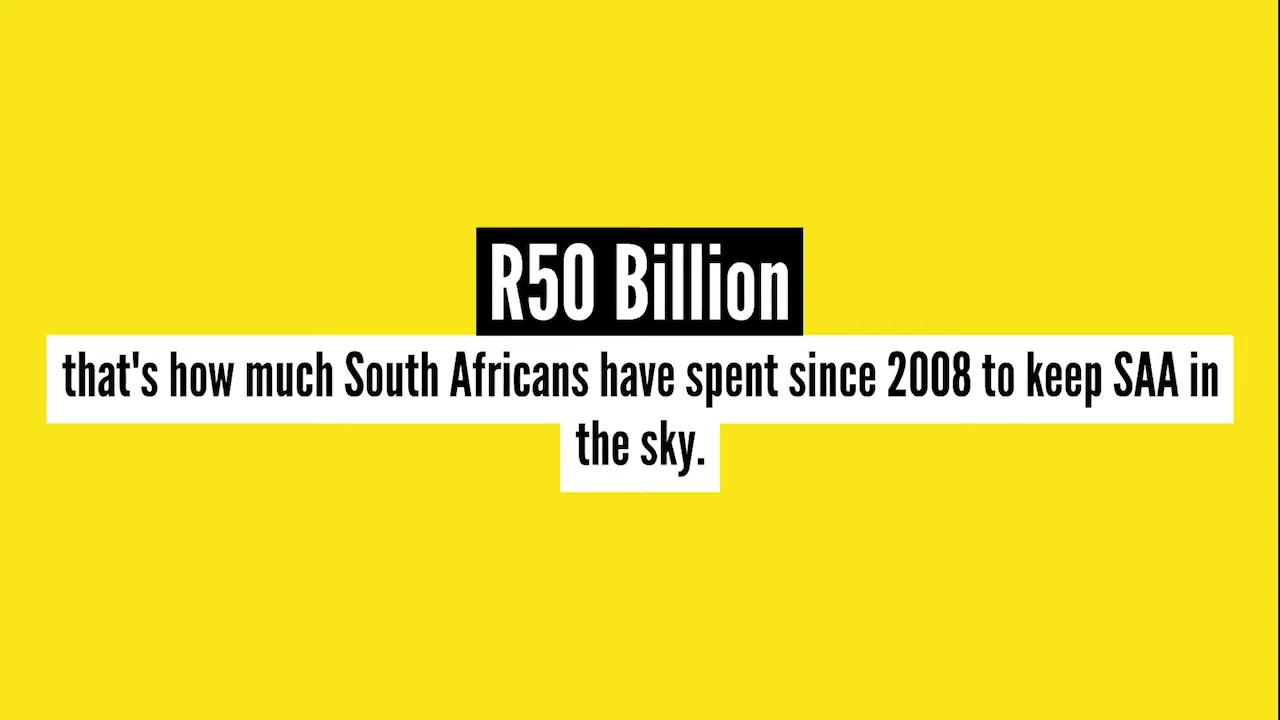 R50 Billion
that's how much South Africans have spent since 2008 to keep SAA in
the sky.